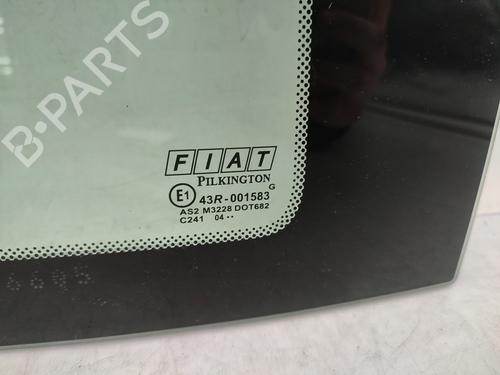 B-PARTS
FIAT
PILKINGTON
E1 43R-001583 G
AS2 M3228 DOT682
C241 04 ••